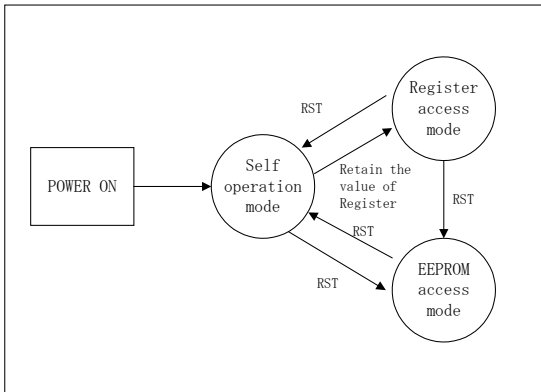 POWER ON
Self
operation
mode
RST
Register
access
mode
Retain the
value of
Register
RST
RST
RST
EEPROM
access
mode